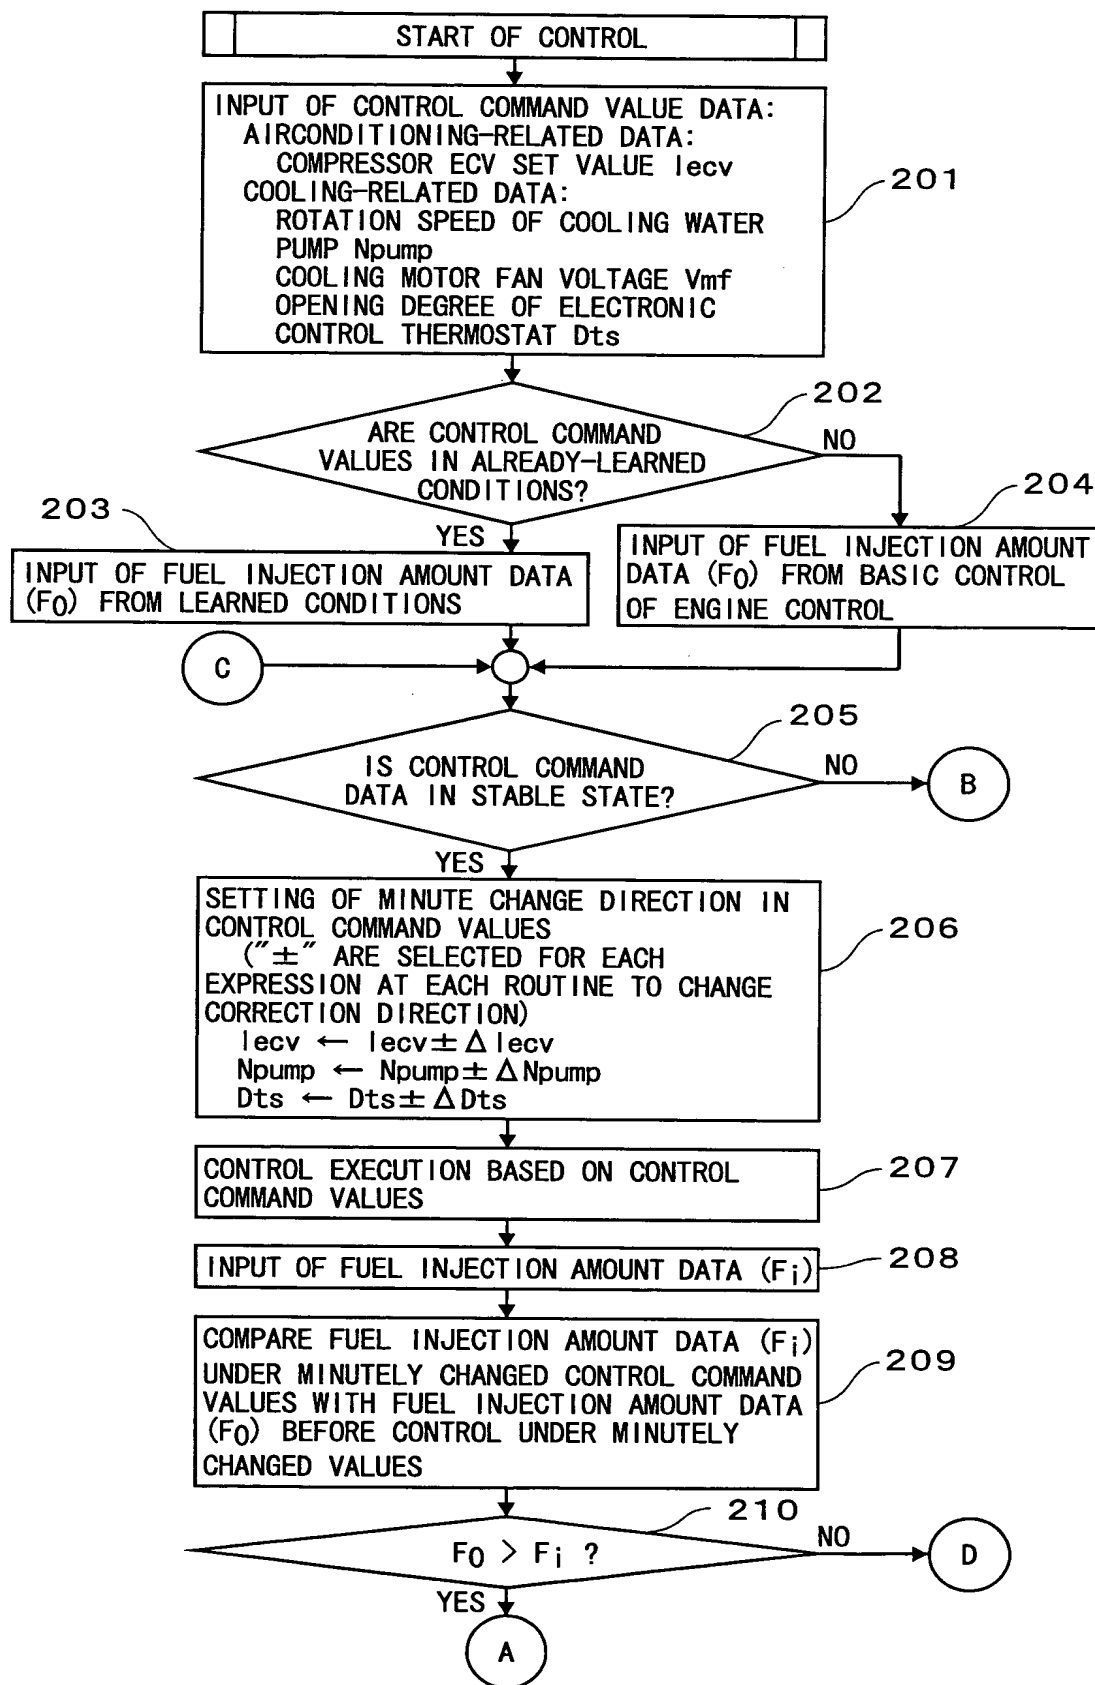 START OF CONTROL
INPUT OF CONTROL COMMAND VALUE DATA:
AIRCONDITIONING-RELATED DATA:
COMPRESSOR ECV SET VALUE Iecv
COOLING-RELATED DATA:
ROTATION SPEED OF COOLING WATER
PUMP Npump
COOLING MOTOR FAN VOLTAGE Vmf
OPENING DEGREE OF ELECTRONIC
CONTROL THERMOSTAT Dts
201
202
ARE CONTROL COMMAND
VALUES IN ALREADY-LEARNED
CONDITIONS?
NO
YES
203
INPUT OF FUEL INJECTION AMOUNT DATA
(F0) FROM LEARNED CONDITIONS
204
INPUT OF FUEL INJECTION AMOUNT
DATA (F0) FROM BASIC CONTROL
OF ENGINE CONTROL
C
205
IS CONTROL COMMAND
DATA IN STABLE STATE?
NO
B
YES
SETTING OF MINUTE CHANGE DIRECTION IN
CONTROL COMMAND VALUES
("±" ARE SELECTED FOR EACH
EXPRESSION AT EACH ROUTINE TO CHANGE
CORRECTION DIRECTION)
Iecv ← Iecv±ΔIecv
Npump ← Npump±ΔNpump
Dts ← Dts±ΔDts
206
CONTROL EXECUTION BASED ON CONTROL
COMMAND VALUES
207
INPUT OF FUEL INJECTION AMOUNT DATA (Fi)
208
COMPARE FUEL INJECTION AMOUNT DATA (Fi)
UNDER MINUTELY CHANGED CONTROL COMMAND
VALUES WITH FUEL INJECTION AMOUNT DATA
(F0) BEFORE CONTROL UNDER MINUTELY
CHANGED VALUES
209
210
F0 > Fi ?
NO
D
YES
A